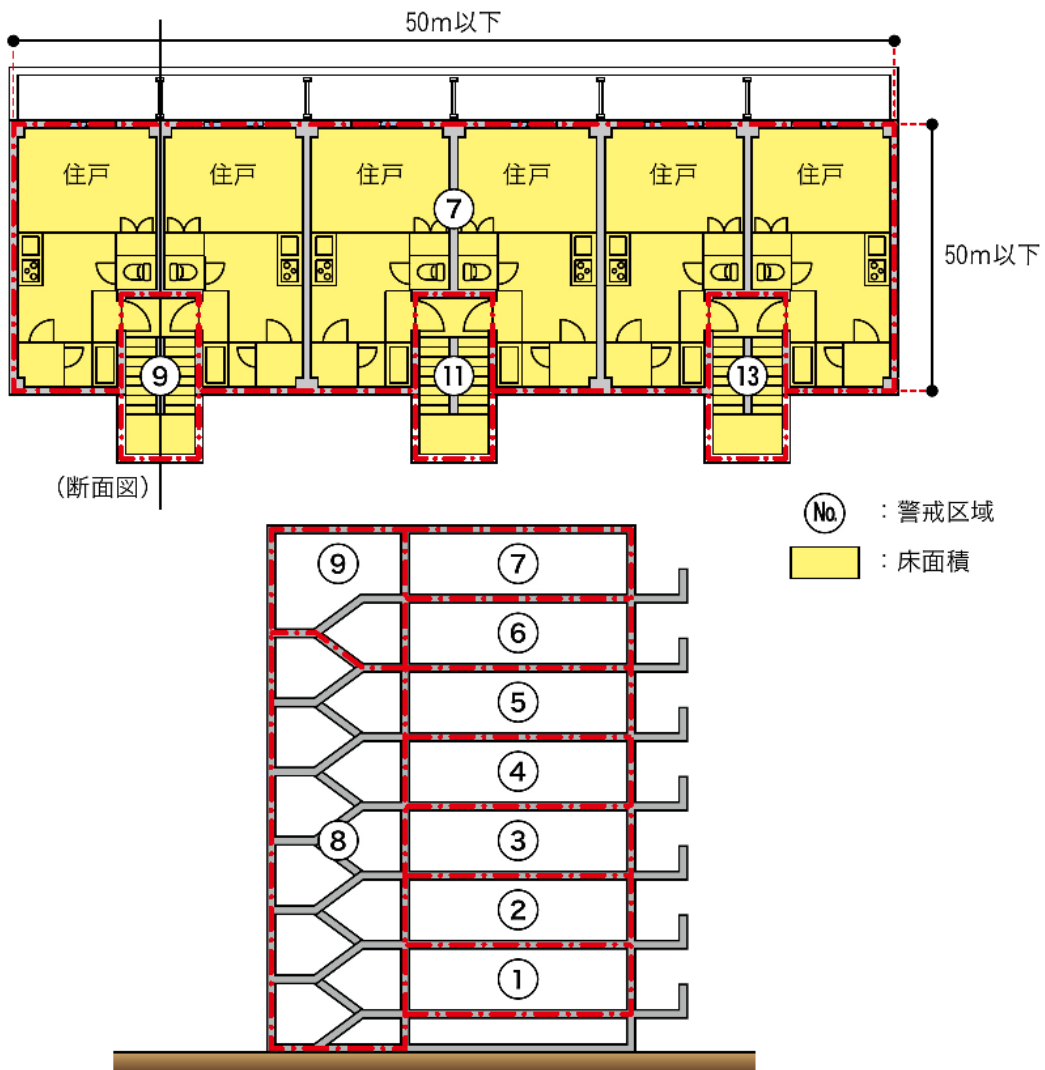 50m以下
住戸 住戸 住戸 住戸 住戸 住戸
⑦
50m以下
⑨ ⑪ ⑬
(断面図)
No. :警戒区域
:床面積
⑨ ⑦
⑥
⑤
④
⑧ ③
②
①